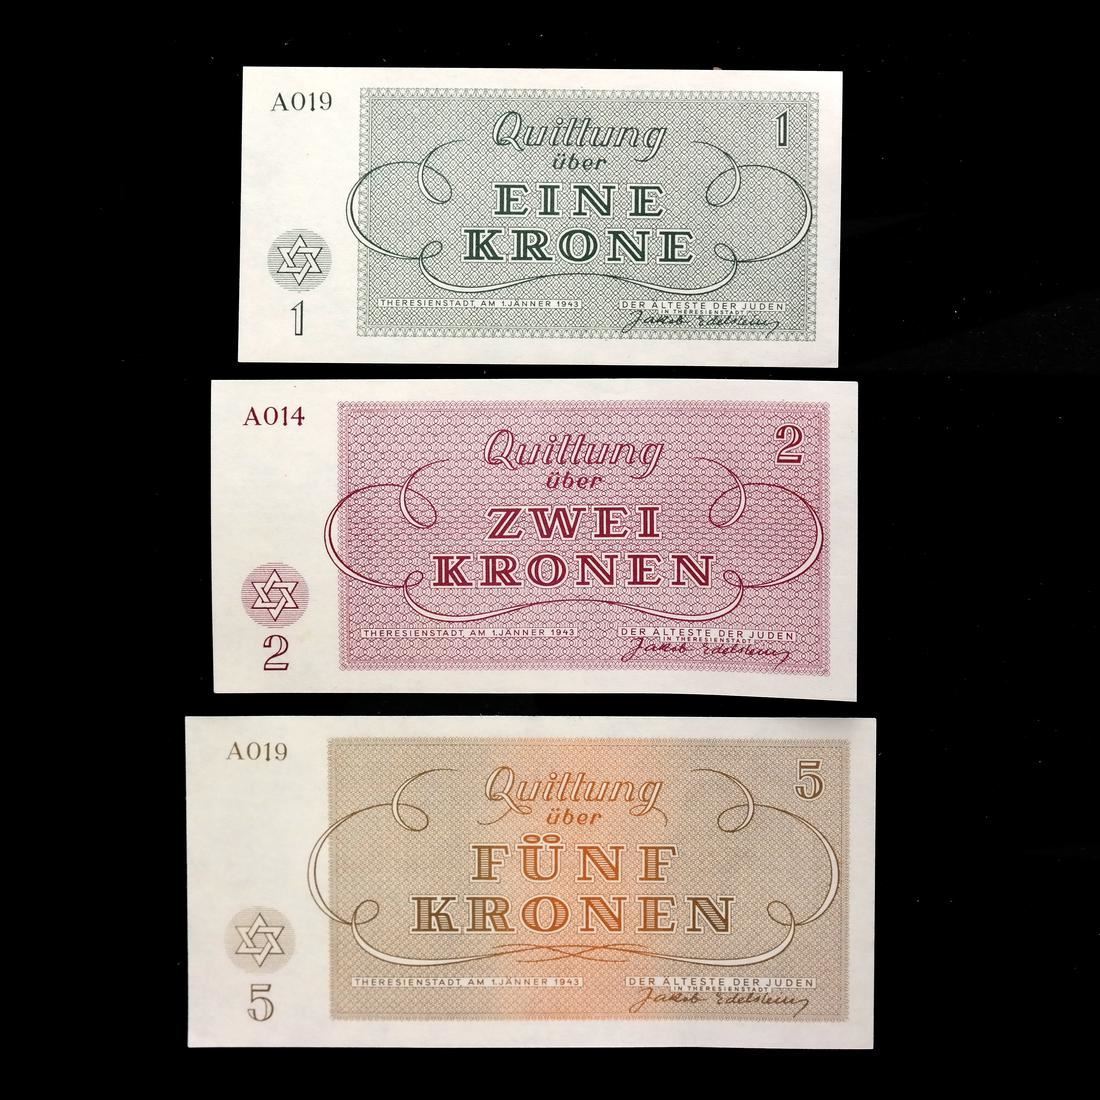 A019
Quittung
1
über
EINE
KRONE
1
THERESIENSTADT, AM 1. JÄNNER 1943
DER ÄLTESTE DER JUDEN
IN THERESIENSTADT
Jakob Edelstein
A014
Quittung
2
über
ZWEI
KRONEN
2
THERESIENSTADT, AM 1. JÄNNER 1943
DER ÄLTESTE DER JUDEN
IN THERESIENSTADT
Jakob Edelstein
A019
Quittung
5
über
FÜNF
KRONEN
5
THERESIENSTADT, AM 1. JÄNNER 1943
DER ÄLTESTE DER JUDEN
IN THERESIENSTADT
Jakob Edelstein